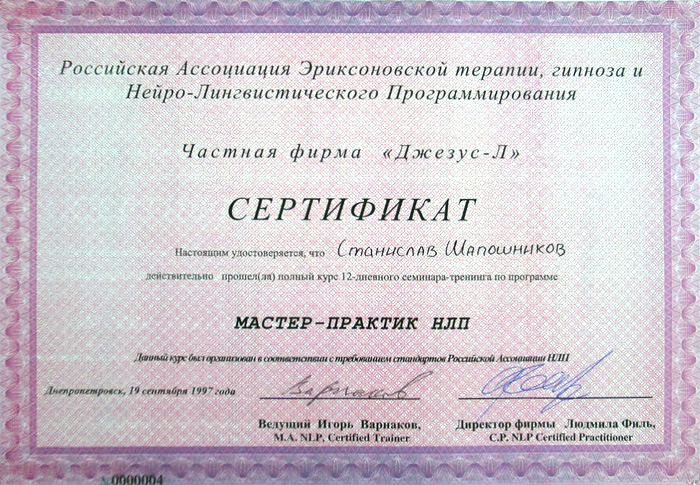 Российская Ассоциация Эриксоновской терапии, гипноза и
Нейро-Лингвистического Программирования
Частная фирма «Джезус-Л»
СЕРТИФИКАТ
Настоящим удостоверяется, что Станислав Шапошников
действительно прошел(ла) полный курс 12-дневного семинара-тренинга по программе
МАСТЕР-ПРАКТИК НЛП
Данный курс был организован в соответствии с требованием стандартов Российской Ассоциации НЛП
Днепропетровск, 19 сентября 1997 года Варнаков
Ведущий Игорь Варнаков, Директор фирмы Людмила Филь,
M.A. NLP, Certified Trainer C.P. NLP Certified Practitioner
0000004